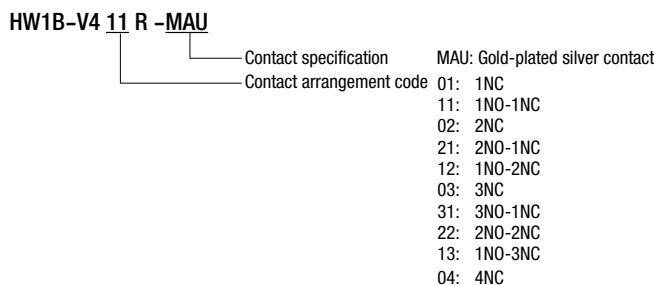 HW1B-V4 11 R -MAU
Contact specification MAU: Gold-plated silver contact
Contact arrangement code 01: 1NC
11: 1NO-1NC
02: 2NC
21: 2NO-1NC
12: 1NO-2NC
03: 3NC
31: 3NO-1NC
22: 2NO-2NC
13: 1NO-3NC
04: 4NC